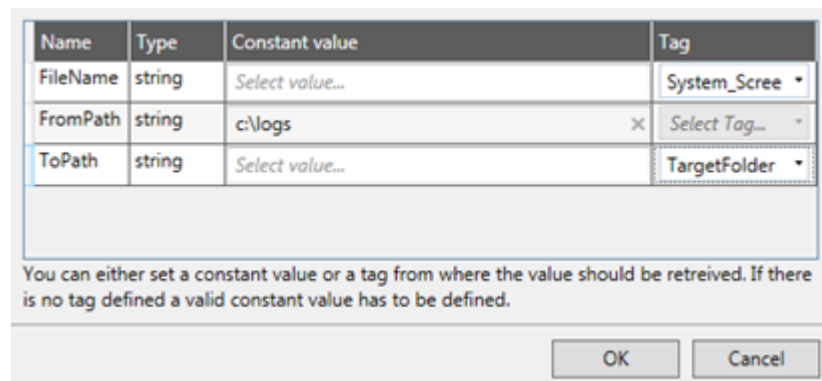 Name Type Constant value Tag
FileName string Select value... System_Scree
FromPath string c:\logs Select Tag...
ToPath string Select value... TargetFolder
You can either set a constant value or a tag from where the value should be retreived. If there
is no tag defined a valid constant value has to be defined.
OK Cancel